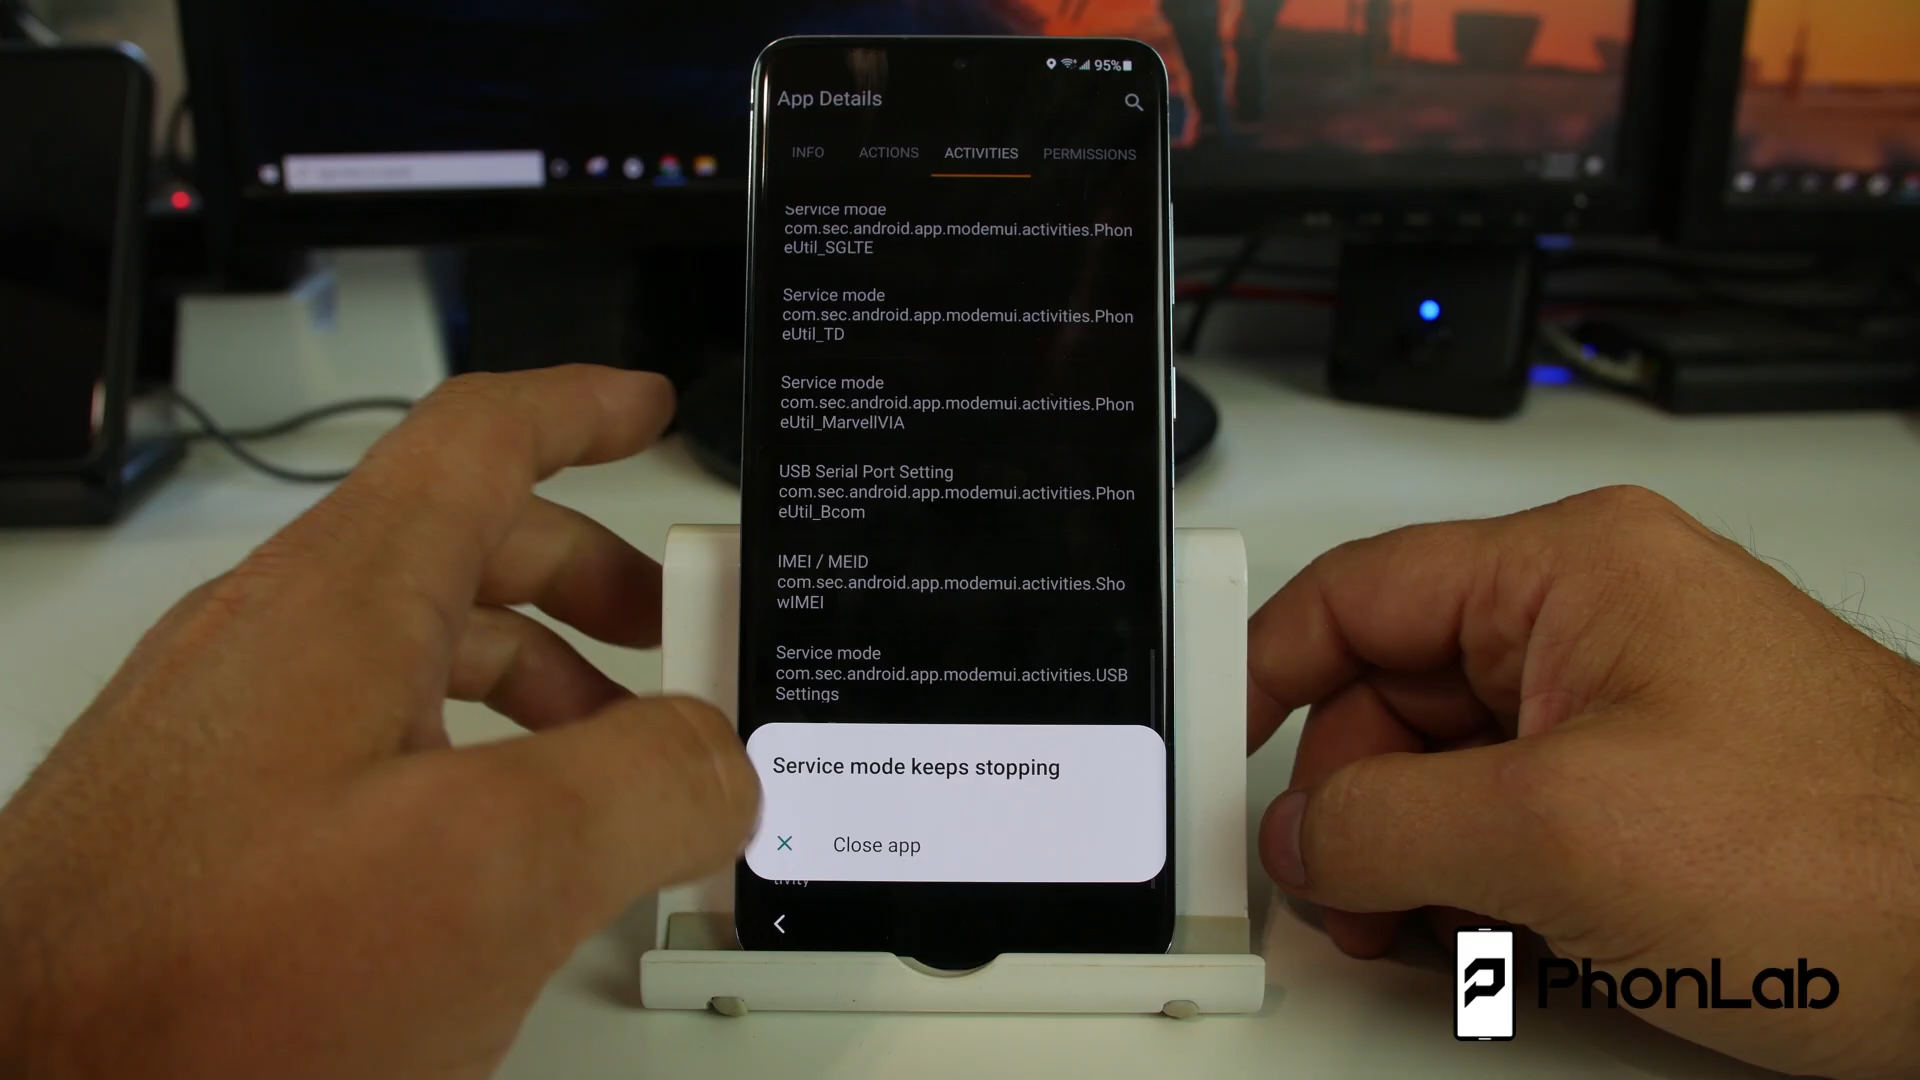 95%
App Details
INFO ACTIONS ACTIVITIES PERMISSIONS
Service mode
com.sec.android.app.modemui.activities.Phon
eUtil_SGLTE
Service mode
com.sec.android.app.modemui.activities.Phon
eUtil_TD
Service mode
com.sec.android.app.modemui.activities.Phon
eUtil_MarvellVIA
USB Serial Port Setting
com.sec.android.app.modemui.activities.Phon
eUtil_Bcom
IMEI / MEID
com.sec.android.app.modemui.activities.Sho
wIMEI
Service mode
com.sec.android.app.modemui.activities.USB
Settings
Service mode keeps stopping
Close app
tivity
PhonLab